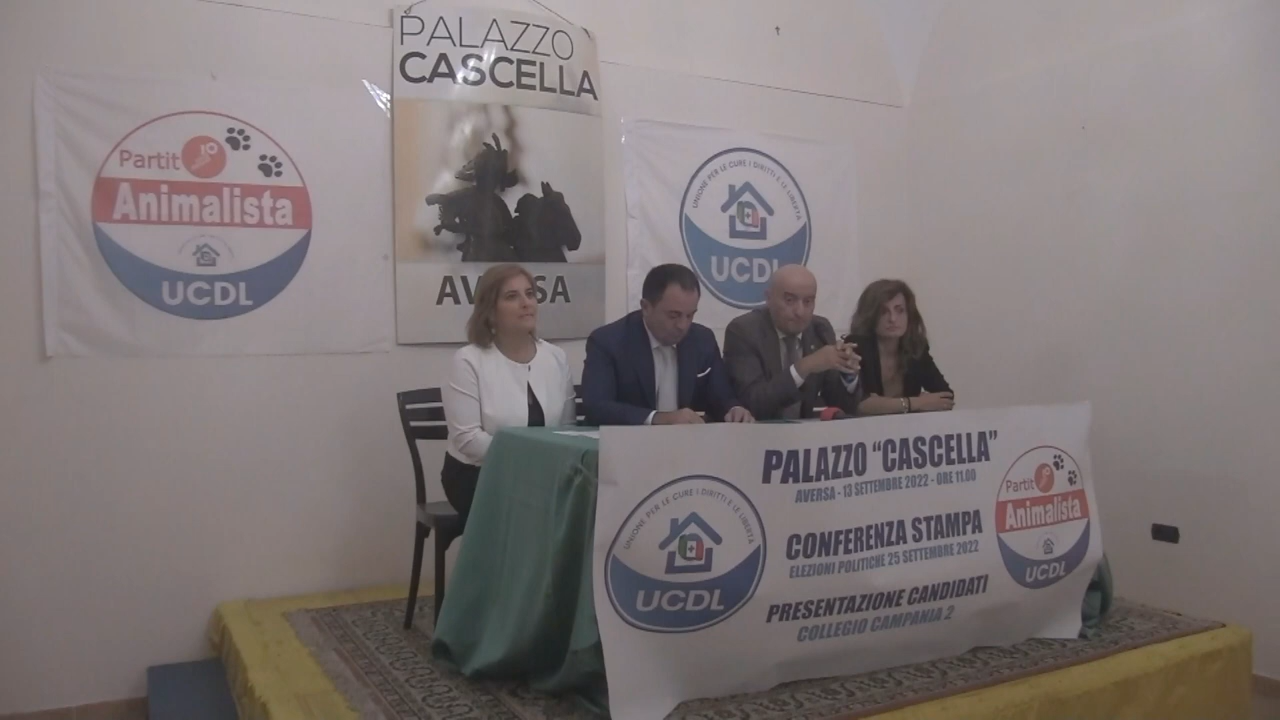 PALAZZO
CASCELLA
AVERSA
Partito
Animalista
UCDL
UNIONE PER LE CURE I DIRITTI E LE LIBERTÀ
UCDL
PALAZZO "CASCELLA"
AVERSA - 13 SETTEMBRE 2022 - ORE 11.00
CONFERENZA STAMPA
ELEZIONI POLITICHE 25 SETTEMBRE 2022
PRESENTAZIONE CANDIDATI
COLLEGIO CAMPANIA 2
UNIONE PER LE CURE I DIRITTI E LE LIBERTÀ
UCDL
Partito
Animalista
UCDL